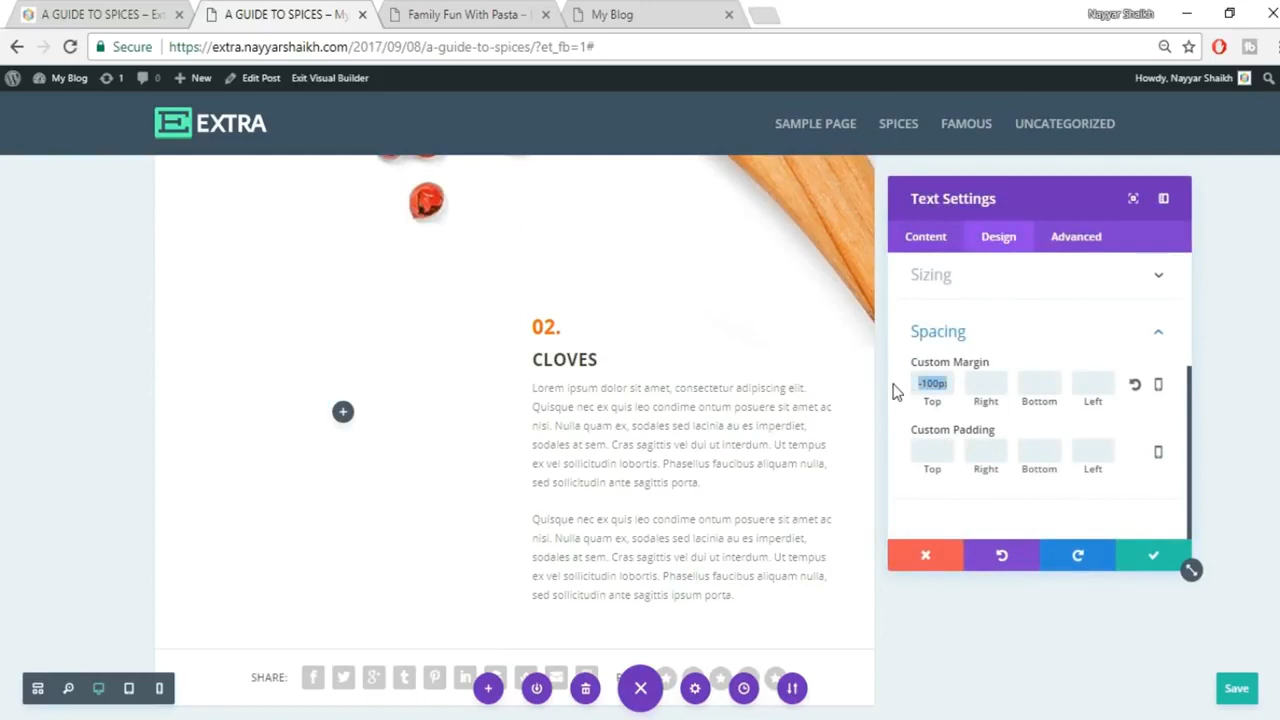 A GUIDE TO SPICES – Ext
A GUIDE TO SPICES – My
Family Fun With Pasta –
My Blog
Nayyar Shaikh
Secure
https://extra.nayyarshaikh.com/2017/09/08/a-guide-to-spices/?et_fb=1#
My Blog
1
0
New
Edit Post
Exit Visual Builder
Howdy, Nayyar Shaikh
EXTRA
SAMPLE PAGE
SPICES
FAMOUS
UNCATEGORIZED
Text Settings
Content
Design
Advanced
Sizing
Spacing
Custom Margin
-100p
Top
Right
Bottom
Left
Custom Padding
Top
Right
Bottom
Left
02.
CLOVES
Lorem ipsum dolor sit amet, consectetur adipiscing elit.
Quisque nec ex quis leo condime ontum posuere sit amet ac
nisi. Nulla quam ex, sodales sed lacinia eu es imperdiet,
sodales at sem. Cras sagittis vel dui ut interdum. Ut tempus
ex vel sollicitudin lobortis. Phasellus faucibus aliquam nulla,
sed sollicitudin ante sagittis porta.
Quisque nec ex quis leo condime ontum posuere sit amet ac
nisi. Nulla quam ex, sodales sed lacinia au es imperdiet,
sodales at sem. Cras sagittis vel dui ut interdum. Ut tempus
ex vel sollicitudin lobortis. Phasellus faucibus aliquam nulla,
sed sollicitudin ante sagittis ipsum porta.
SHARE:
Save